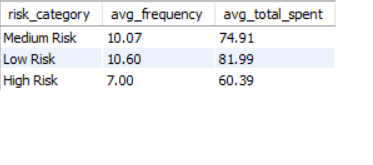 risk_category avg_frequency avg_total_spent
Medium Risk 10.07 74.91
Low Risk 10.60 81.99
High Risk 7.00 60.39